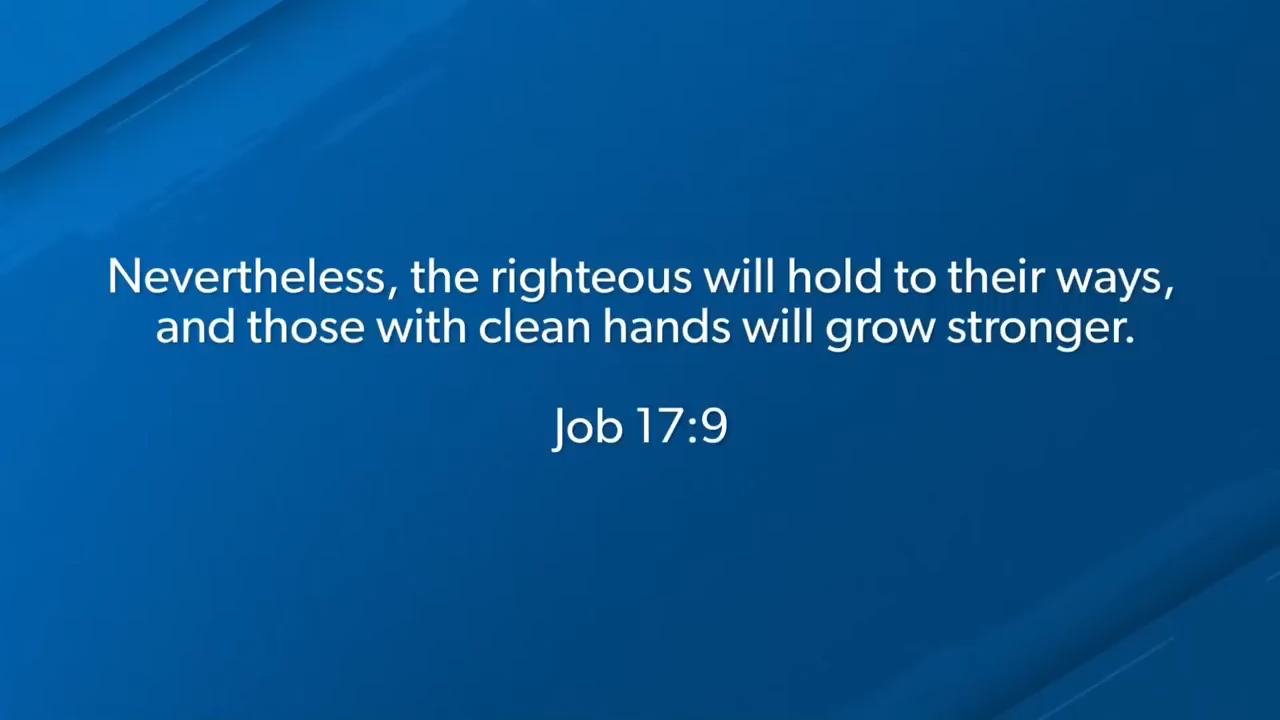 Nevertheless, the righteous will hold to their ways,
and those with clean hands will grow stronger.
Job 17:9